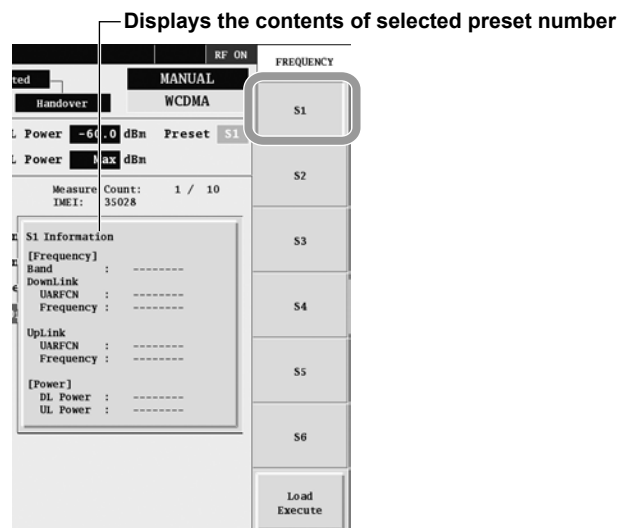 Displays the contents of selected preset number
RF ON
FREQUENCY
MANUAL
Handover
WCDMA
S1
Power -60.0 dBm Preset S1
Power Max dBm
S2
Measure Count: 1 / 10
IMEI: 35028
S1 Information
S3
[Frequency]
Band : --------
DownLink
UARFCN : --------
Frequency : --------
S4
UpLink
UARFCN : --------
Frequency : --------
S5
[Power]
DL Power : --------
UL Power : --------
S6
Load
Execute